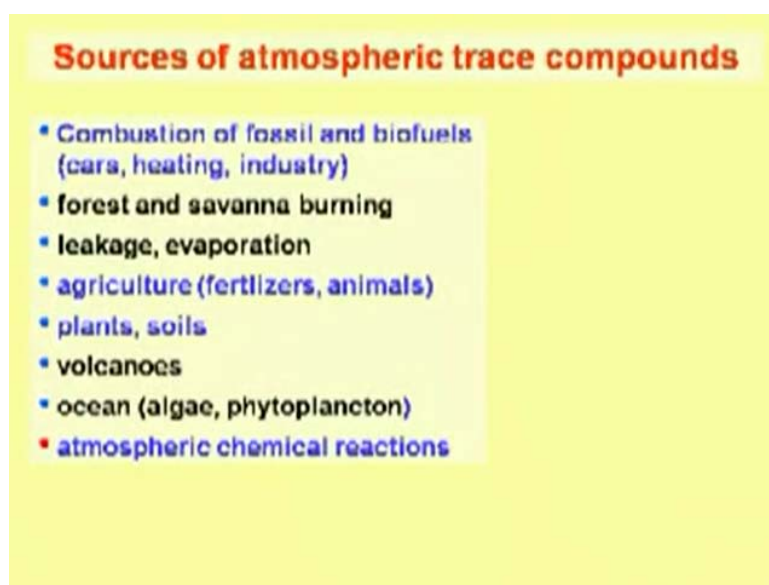 Sources of atmospheric trace compounds
• Combustion of fossil and biofuels
(cars, heating, industry)
• forest and savanna burning
• leakage, evaporation
• agriculture (fertlizers, animals)
• plants, soils
• volcanoes
• ocean (algae, phytoplancton)
• atmospheric chemical reactions